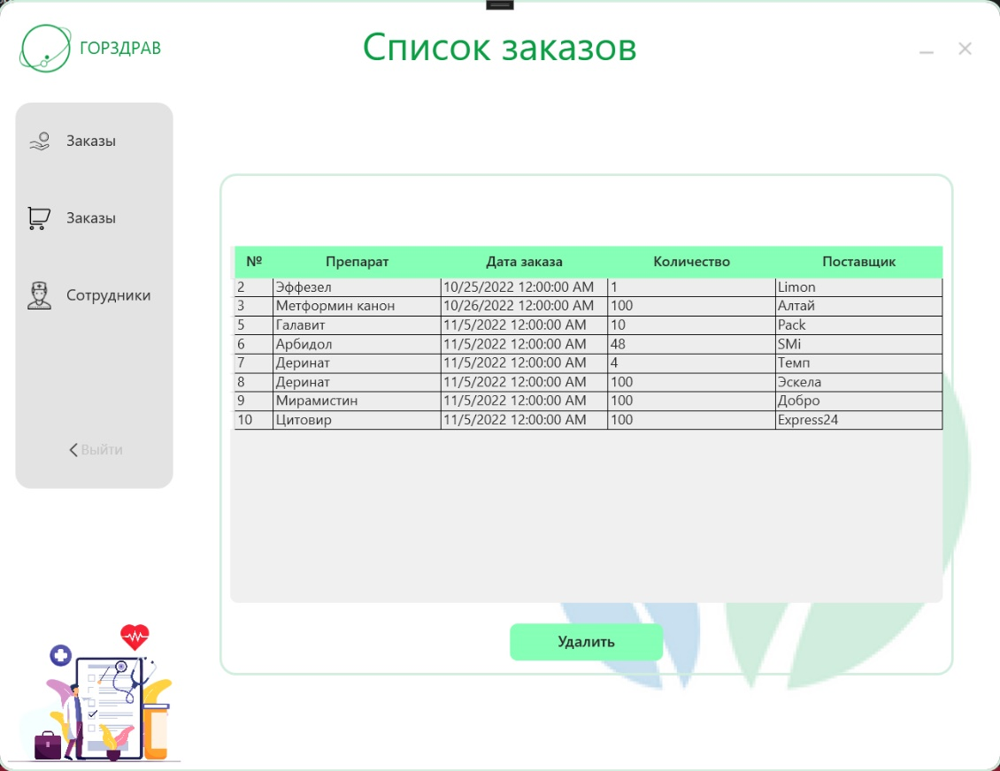 ГОРЗДРАВ
Список заказов
Заказы
Заказы
Сотрудники
Выйти
№ Препарат Дата заказа Количество Поставщик
2 Эффезел 10/25/2022 12:00:00 AM 1 Limon
3 Метформин канон 10/26/2022 12:00:00 AM 100 Алтай
5 Галавит 11/5/2022 12:00:00 AM 10 Pack
6 Арбидол 11/5/2022 12:00:00 AM 48 SMi
7 Деринат 11/5/2022 12:00:00 AM 4 Темп
8 Деринат 11/5/2022 12:00:00 AM 100 Эскела
9 Мирамистин 11/5/2022 12:00:00 AM 100 Добро
10 Цитовир 11/5/2022 12:00:00 AM 100 Express24
Удалить